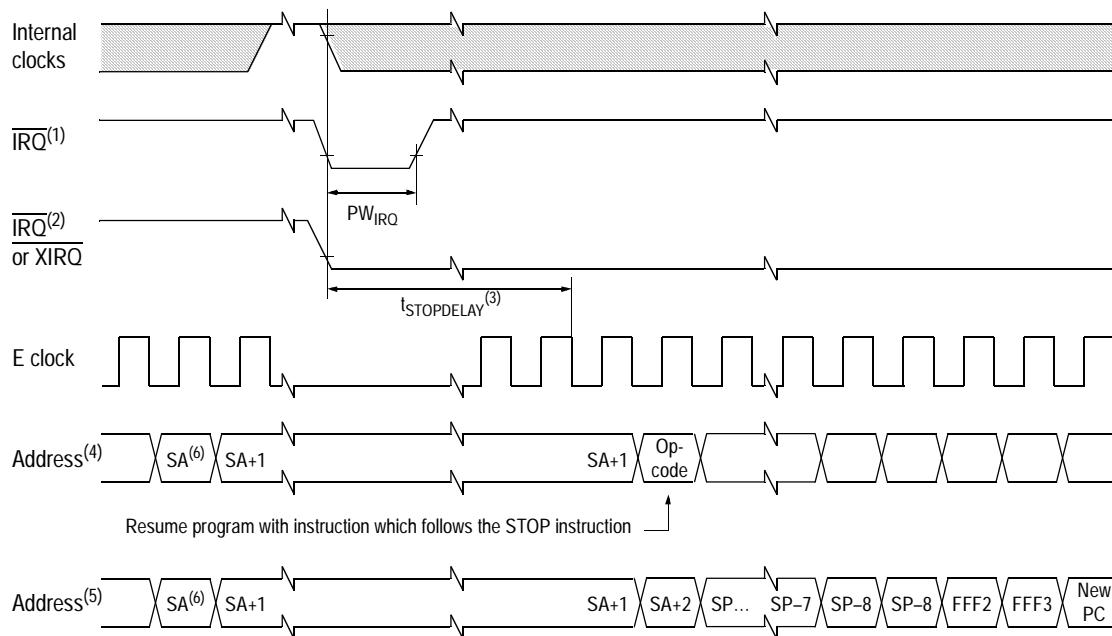 Internal
clocks
IRQ(1)
PW_IRQ
IRQ(2)
or XIRQ
t_STOPDELAY(3)
E clock
Address(4) SA(6) SA+1 SA+1 Op-
code
Resume program with instruction which follows the STOP instruction
Address(5) SA(6) SA+1 SA+1 SA+2 SP… SP–7 SP–8 SP–8 FFF2 FFF3 New
PC